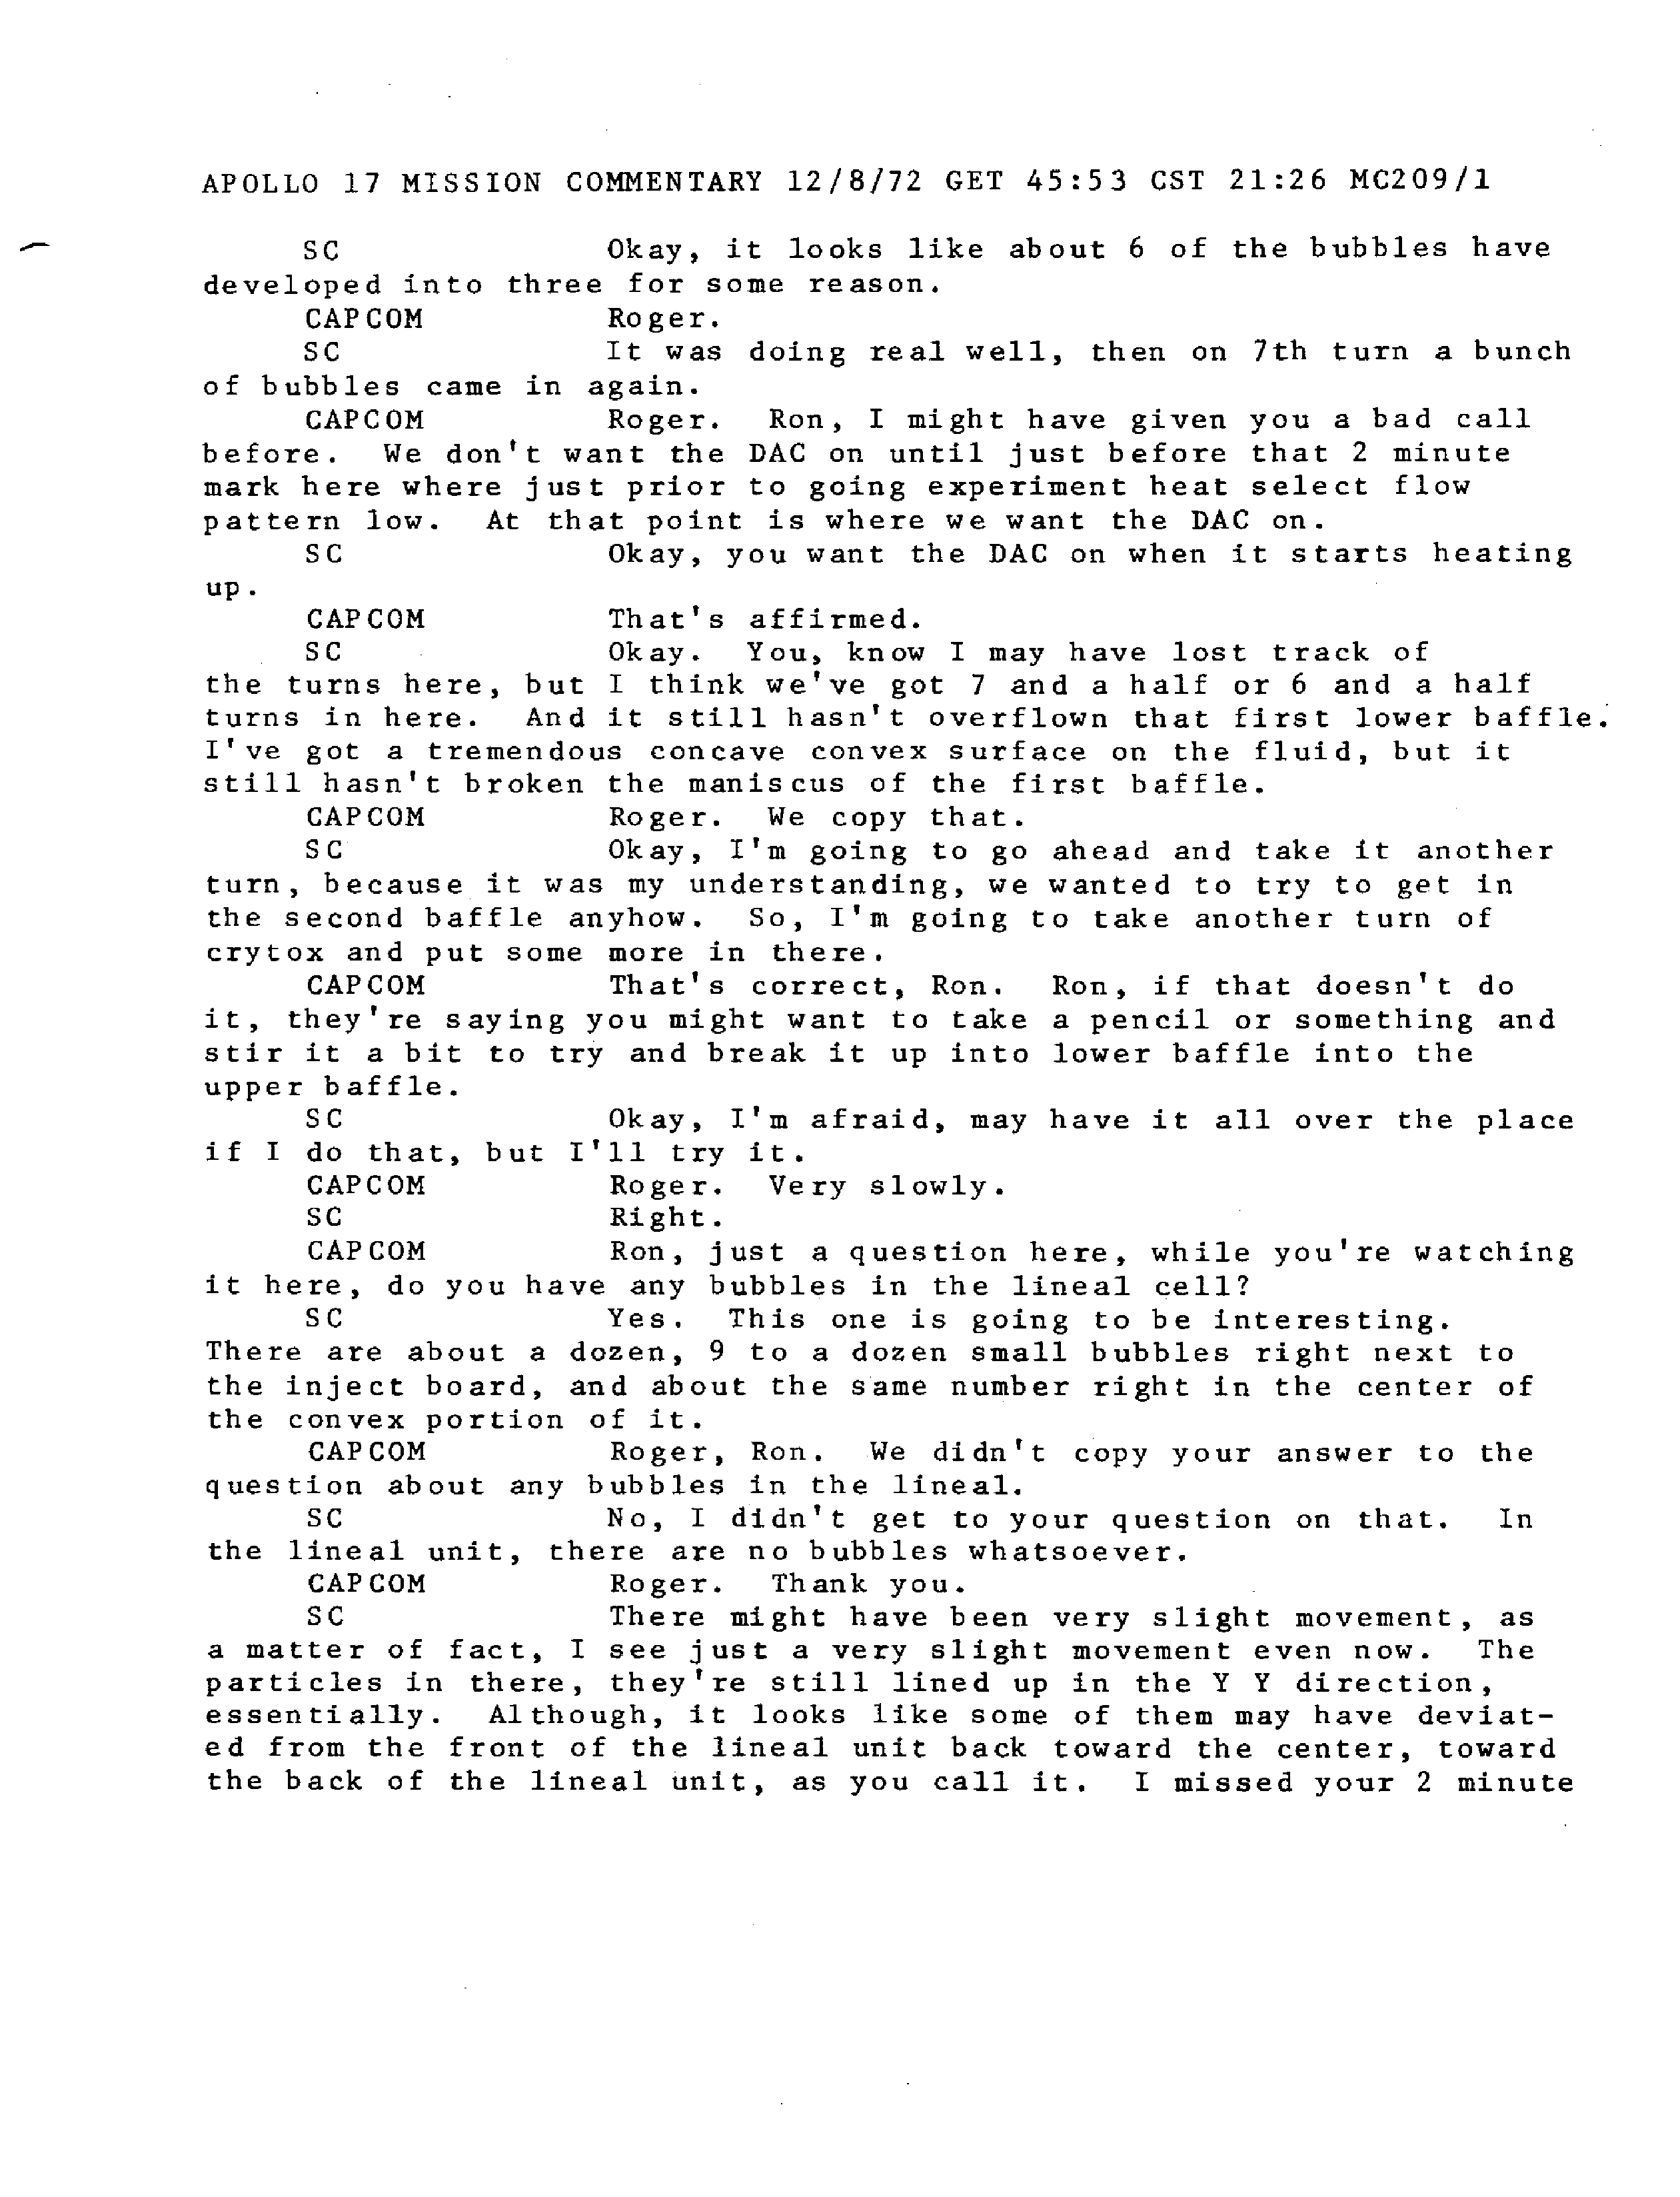 APOLLO 17 MISSION COMMENTARY 12/8/72 GET 45:53 CST 21:26 MC209/1
SC Okay, it looks like about 6 of the bubbles have
developed into three for some reason.
CAPCOM Roger.
SC It was doing real well, then on 7th turn a bunch
of bubbles came in again.
CAPCOM Roger. Ron, I might have given you a bad call
before. We don't want the DAC on until just before that 2 minute
mark here where just prior to going experiment heat select flow
pattern low. At that point is where we want the DAC on.
SC Okay, you want the DAC on when it starts heating
up.
CAPCOM That's affirmed.
SC Okay. You, know I may have lost track of
the turns here, but I think we've got 7 and a half or 6 and a half
turns in here. And it still hasn't overflown that first lower baffle.
I've got a tremendous concave convex surface on the fluid, but it
still hasn't broken the maniscus of the first baffle.
CAPCOM Roger. We copy that.
SC Okay, I'm going to go ahead and take it another
turn, because it was my understanding, we wanted to try to get in
the second baffle anyhow. So, I'm going to take another turn of
crytox and put some more in there.
CAPCOM That's correct, Ron. Ron, if that doesn't do
it, they're saying you might want to take a pencil or something and
stir it a bit to try and break it up into lower baffle into the
upper baffle.
SC Okay, I'm afraid, may have it all over the place
if I do that, but I'll try it.
CAPCOM Roger. Very slowly.
SC Right.
CAPCOM Ron, just a question here, while you're watching
it here, do you have any bubbles in the lineal cell?
SC Yes. This one is going to be interesting.
There are about a dozen, 9 to a dozen small bubbles right next to
the inject board, and about the same number right in the center of
the convex portion of it.
CAPCOM Roger, Ron. We didn't copy your answer to the
question about any bubbles in the lineal.
SC No, I didn't get to your question on that. In
the lineal unit, there are no bubbles whatsoever.
CAPCOM Roger. Thank you.
SC There might have been very slight movement, as
a matter of fact, I see just a very slight movement even now. The
particles in there, they're still lined up in the Y Y direction,
essentially. Although, it looks like some of them may have deviat-
ed from the front of the lineal unit back toward the center, toward
the back of the lineal unit, as you call it. I missed your 2 minute